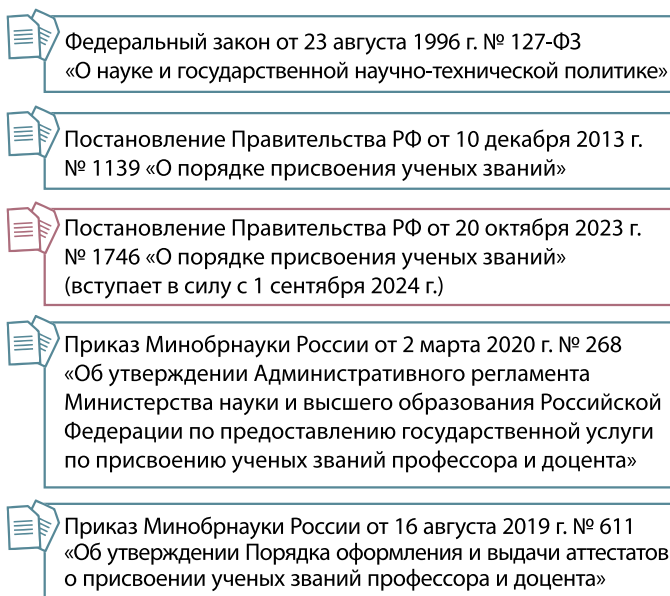 Федеральный закон от 23 августа 1996 г. № 127-ФЗ
«О науке и государственной научно-технической политике»
Постановление Правительства РФ от 10 декабря 2013 г.
№ 1139 «О порядке присвоения ученых званий»
Постановление Правительства РФ от 20 октября 2023 г.
№ 1746 «О порядке присвоения ученых званий»
(вступает в силу с 1 сентября 2024 г.)
Приказ Минобрнауки России от 2 марта 2020 г. № 268
«Об утверждении Административного регламента
Министерства науки и высшего образования Российской
Федерации по предоставлению государственной услуги
по присвоению ученых званий профессора и доцента»
Приказ Минобрнауки России от 16 августа 2019 г. № 611
«Об утверждении Порядка оформления и выдачи аттестатов
о присвоении ученых званий профессора и доцента»